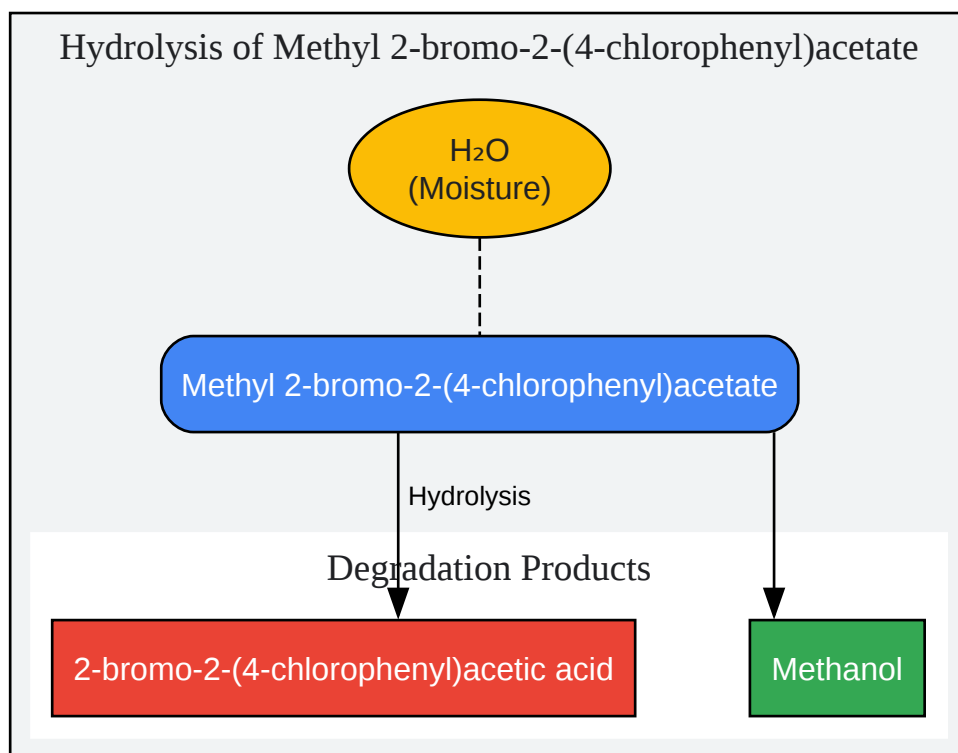 Hydrolysis of Methyl 2-bromo-2-(4-chlorophenyl)acetate
H₂O
(Moisture)
Methyl 2-bromo-2-(4-chlorophenyl)acetate
Hydrolysis
Degradation Products
2-bromo-2-(4-chlorophenyl)acetic acid
Methanol